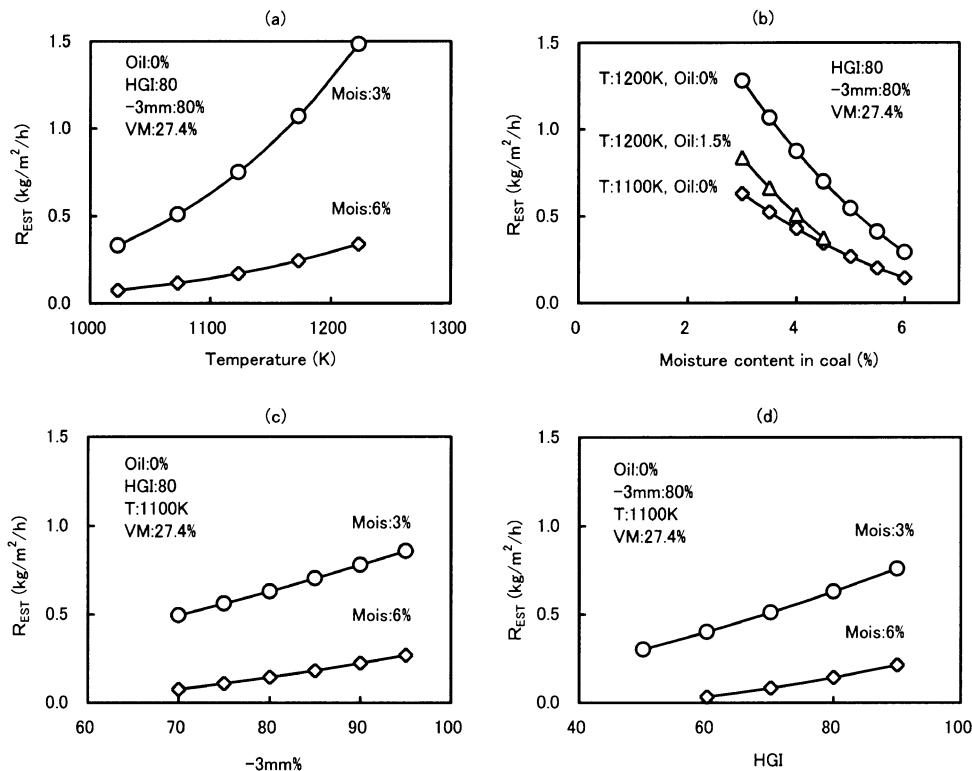 (a)
1.5
1.0
0.5
0.0
R_EST (kg/m²/h)
Oil:0%
HGI:80
-3mm:80%
VM:27.4%
Mois:3%
Mois:6%
1000 1100 1200 1300
Temperature (K)
(b)
1.5
1.0
0.5
0.0
R_EST (kg/m²/h)
T:1200K, Oil:0%
T:1200K, Oil:1.5%
T:1100K, Oil:0%
HGI:80
-3mm:80%
VM:27.4%
0 2 4 6
Moisture content in coal (%)
(c)
1.5
1.0
0.5
0.0
R_EST (kg/m²/h)
Oil:0%
HGI:80
T:1100K
VM:27.4%
Mois:3%
Mois:6%
60 70 80 90 100
-3mm%
(d)
1.5
1.0
0.5
0.0
R_EST (kg/m²/h)
Oil:0%
-3mm:80%
T:1100K
VM:27.4%
Mois:3%
Mois:6%
40 60 80 100
HGI